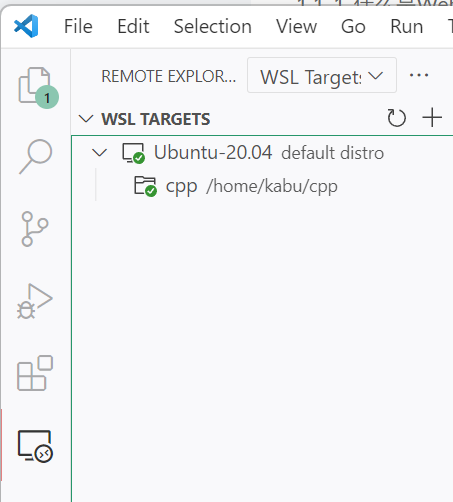 File Edit Selection View Go Run
REMOTE EXPLOR... WSL Targets ...
1
WSL TARGETS
Ubuntu-20.04 default distro
cpp /home/kabu/cpp